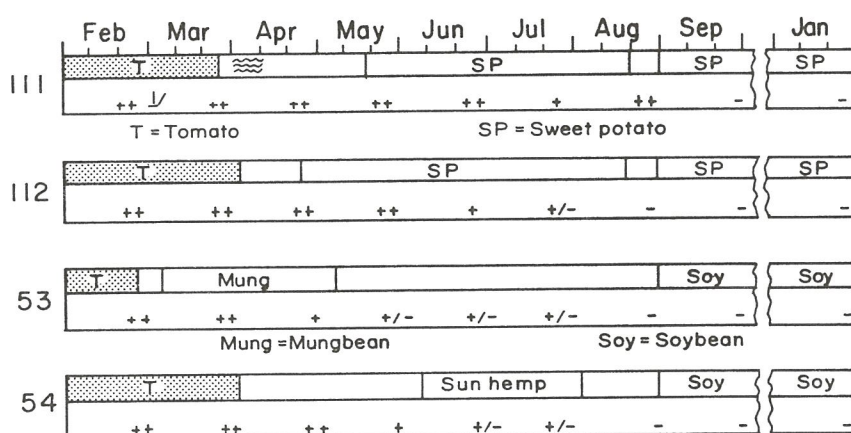 Feb Mar Apr May Jun Jul Aug Sep Jan
T SP SP SP
111
++ 1/ ++ ++ ++ ++ + ++ - -
T = Tomato SP = Sweet potato
T SP SP SP
112
++ ++ ++ ++ + +/- - - -
T Mung Soy Soy
53
++ ++ + +/- +/- +/- - - -
Mung = Mungbean Soy = Soybean
T Sun hemp Soy Soy
54
++ ++ ++ + +/- +/- - - -